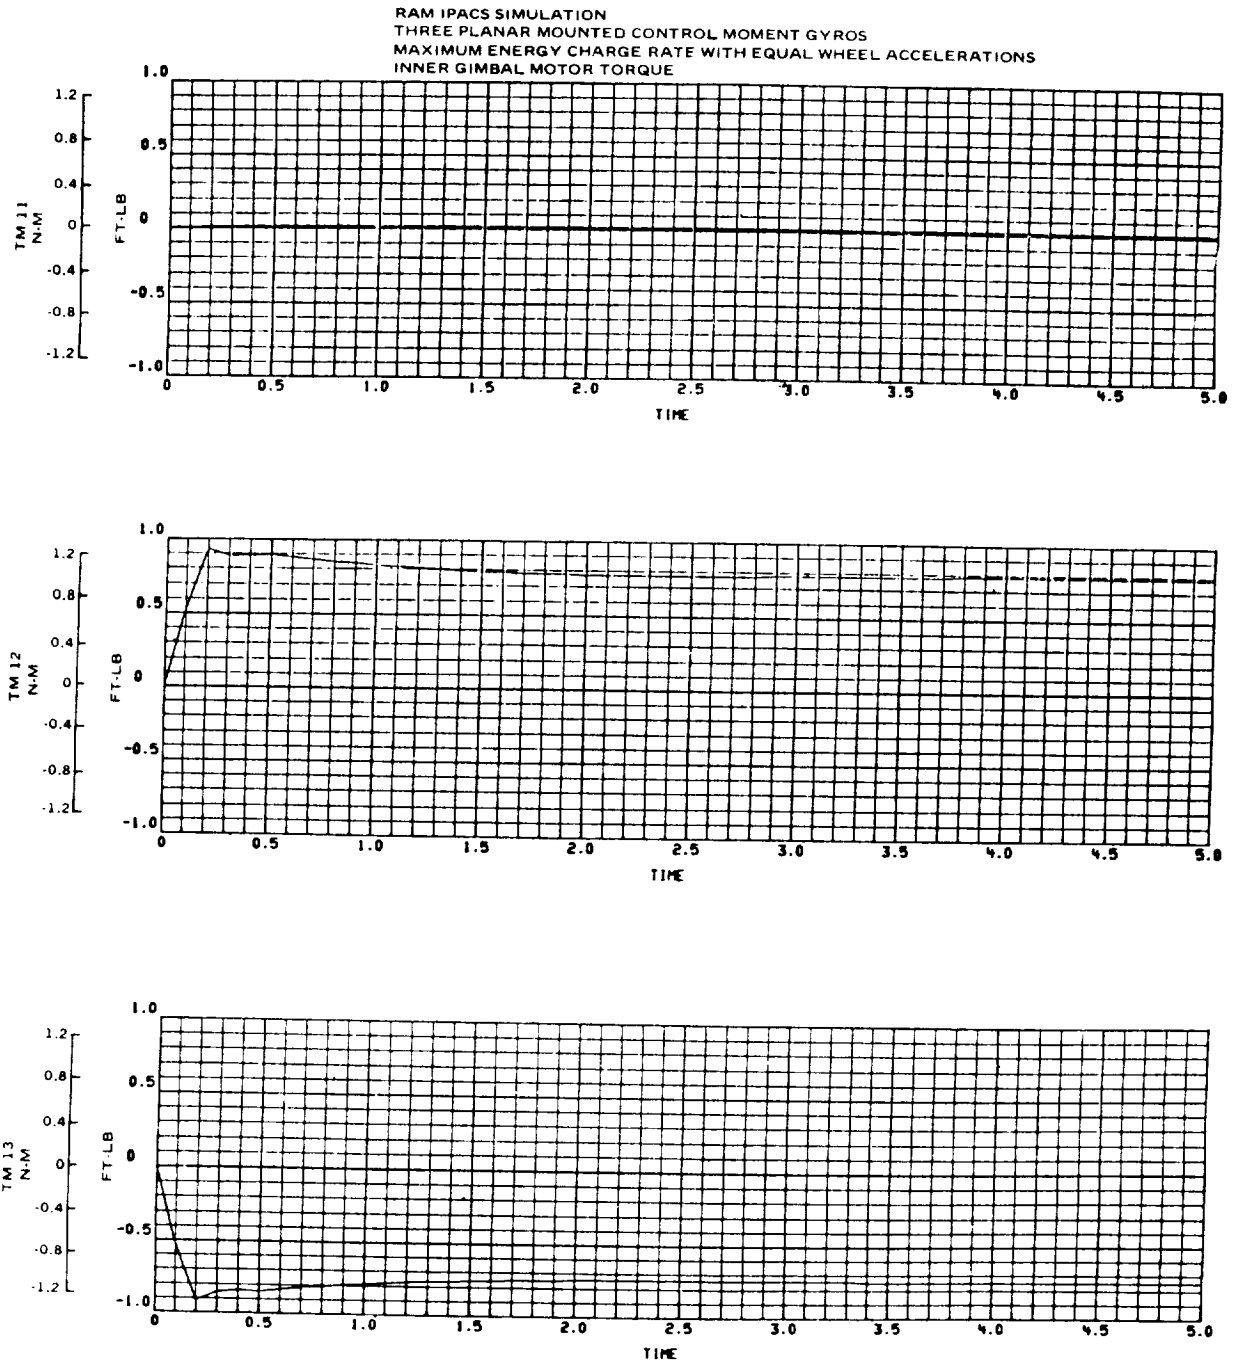 RAM IPACS SIMULATION
THREE PLANAR MOUNTED CONTROL MOMENT GYROS
MAXIMUM ENERGY CHARGE RATE WITH EQUAL WHEEL ACCELERATIONS
INNER GIMBAL MOTOR TORQUE
TM 11
N-M
1.2
0.8
0.4
0
-0.4
-0.8
-1.2
FT-LB
1.0
0.5
0
-0.5
-1.0
0 0.5 1.0 1.5 2.0 2.5 3.0 3.5 4.0 4.5 5.0
TIME
TM 12
N-M
1.2
0.8
0.4
0
-0.4
-0.8
-1.2
FT-LB
1.0
0.5
0
-0.5
-1.0
0 0.5 1.0 1.5 2.0 2.5 3.0 3.5 4.0 4.5 5.0
TIME
TM 13
N-M
1.2
0.8
0.4
0
-0.4
-0.8
-1.2
FT-LB
1.0
0.5
0
-0.5
-1.0
0 0.5 1.0 1.5 2.0 2.5 3.0 3.5 4.0 4.5 5.0
TIME